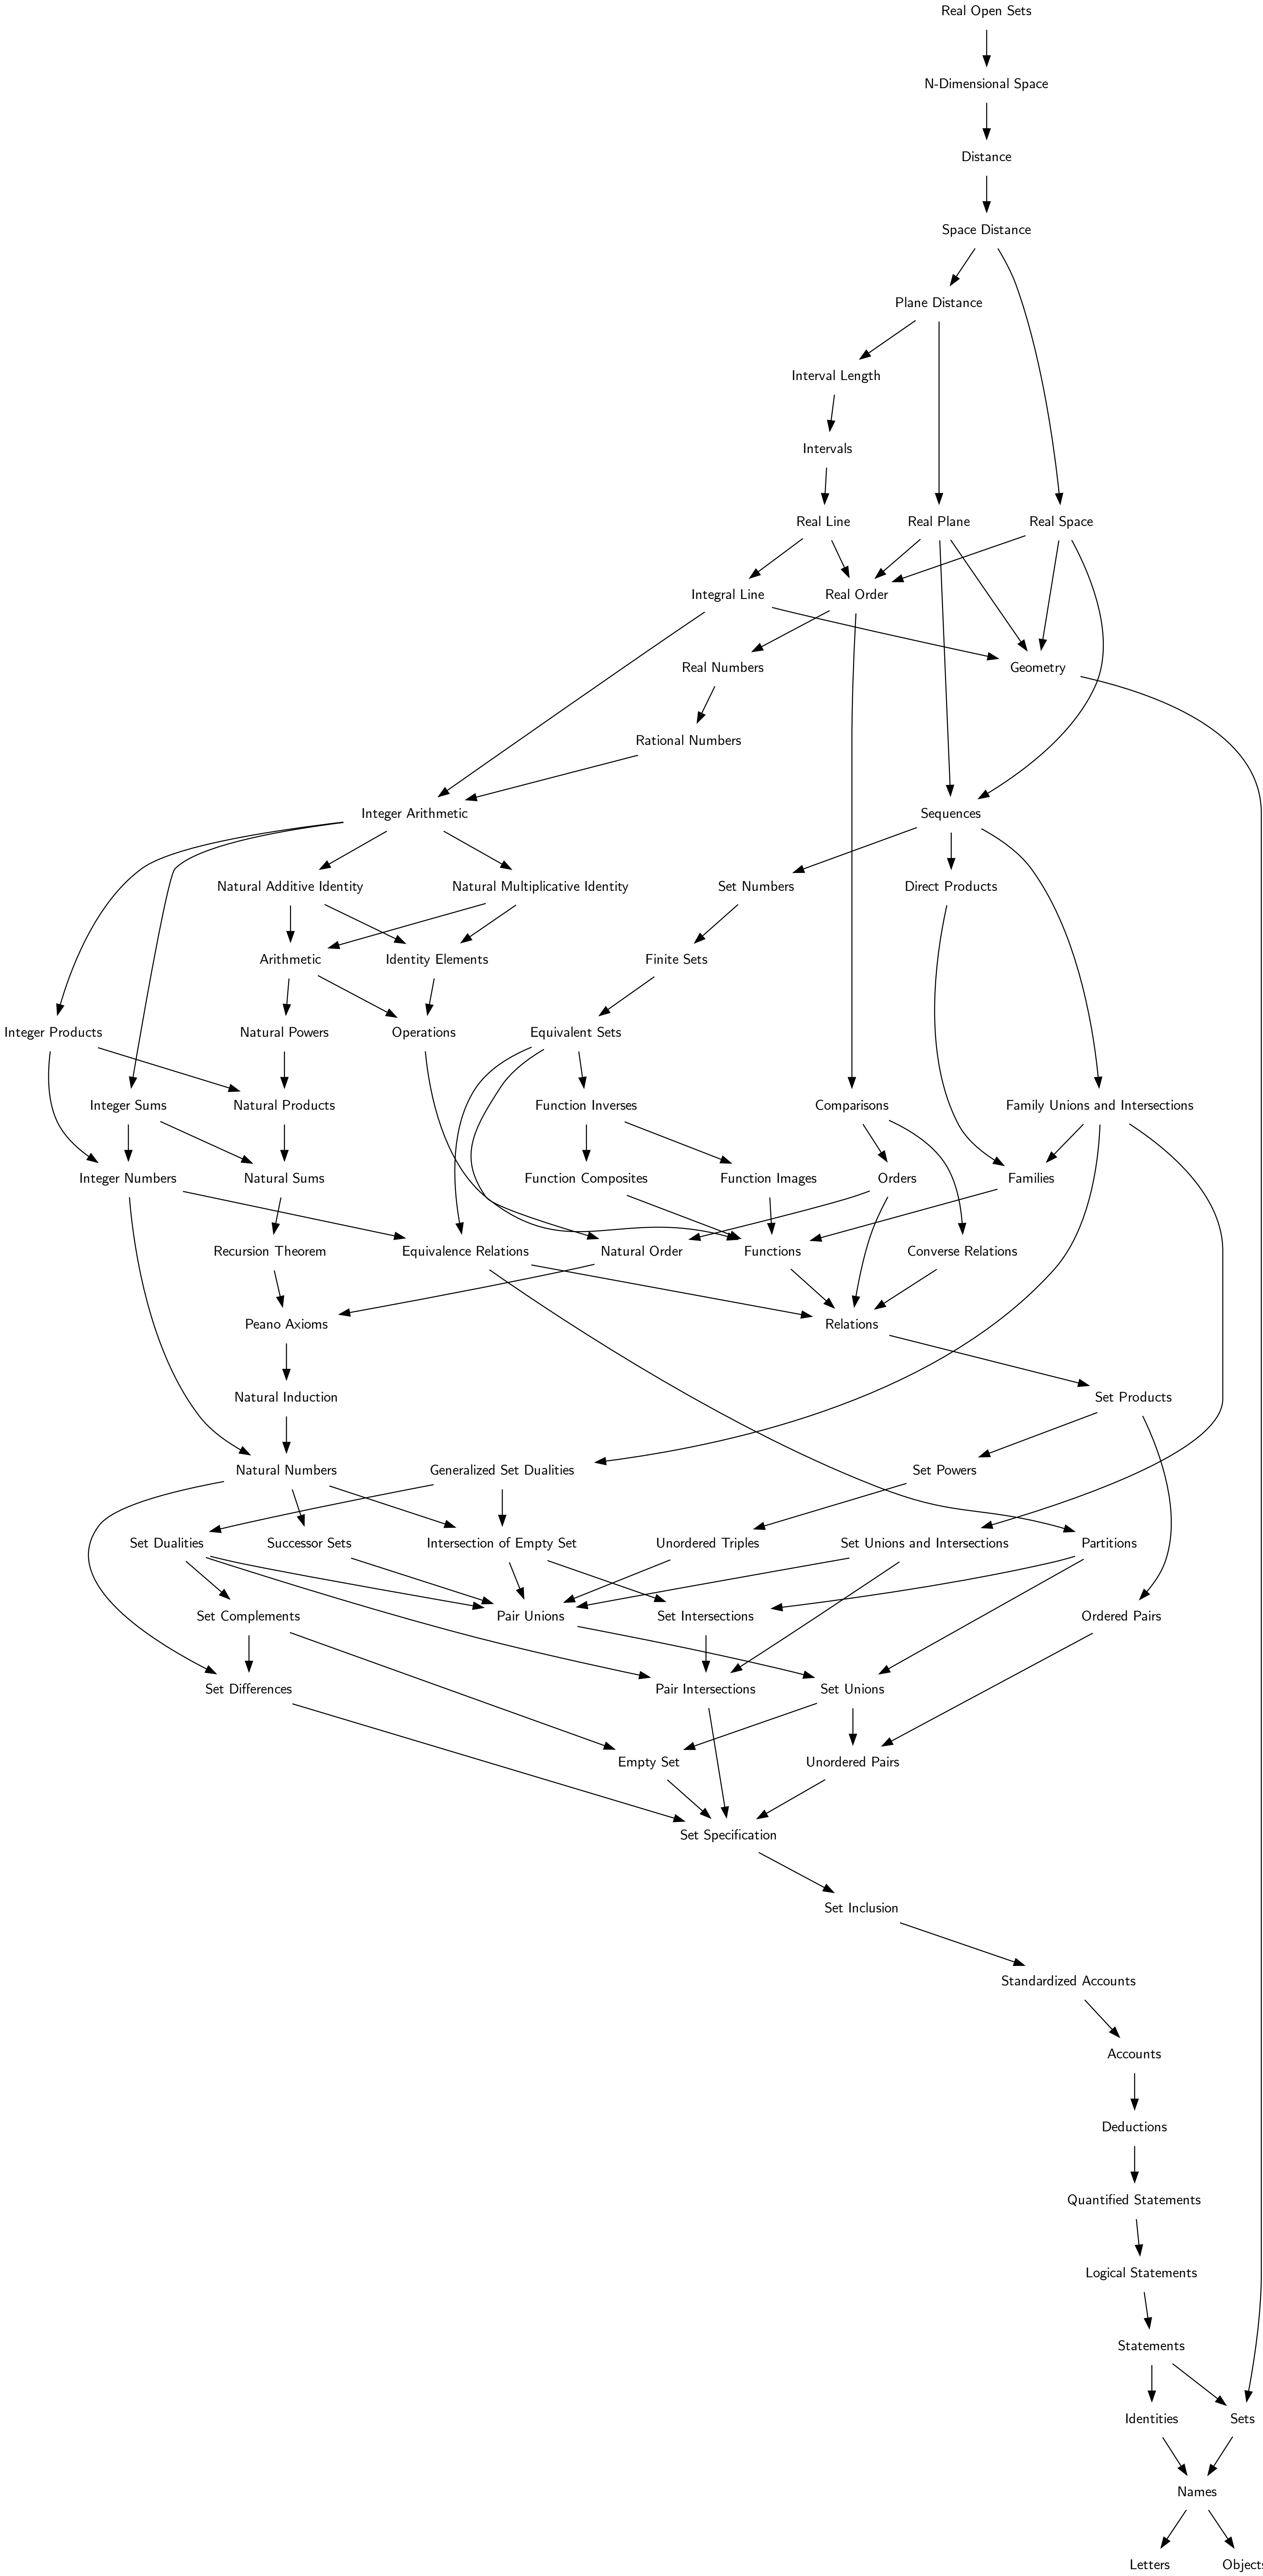 Real Open Sets
N-Dimensional Space
Distance
Space Distance
Plane Distance
Interval Length
Intervals
Real Line
Real Plane
Real Space
Integral Line
Real Order
Real Numbers
Geometry
Rational Numbers
Integer Arithmetic
Sequences
Natural Additive Identity
Natural Multiplicative Identity
Set Numbers
Direct Products
Arithmetic
Identity Elements
Finite Sets
Integer Products
Natural Powers
Operations
Equivalent Sets
Integer Sums
Natural Products
Function Inverses
Comparisons
Family Unions and Intersections
Integer Numbers
Natural Sums
Function Composites
Function Images
Orders
Families
Recursion Theorem
Equivalence Relations
Natural Order
Functions
Converse Relations
Peano Axioms
Relations
Natural Induction
Set Products
Natural Numbers
Generalized Set Dualities
Set Powers
Set Dualities
Successor Sets
Intersection of Empty Set
Unordered Triples
Set Unions and Intersections
Partitions
Set Complements
Pair Unions
Set Intersections
Ordered Pairs
Set Differences
Pair Intersections
Set Unions
Empty Set
Unordered Pairs
Set Specification
Set Inclusion
Standardized Accounts
Accounts
Deductions
Quantified Statements
Logical Statements
Statements
Identities
Sets
Names
Letters
Objects